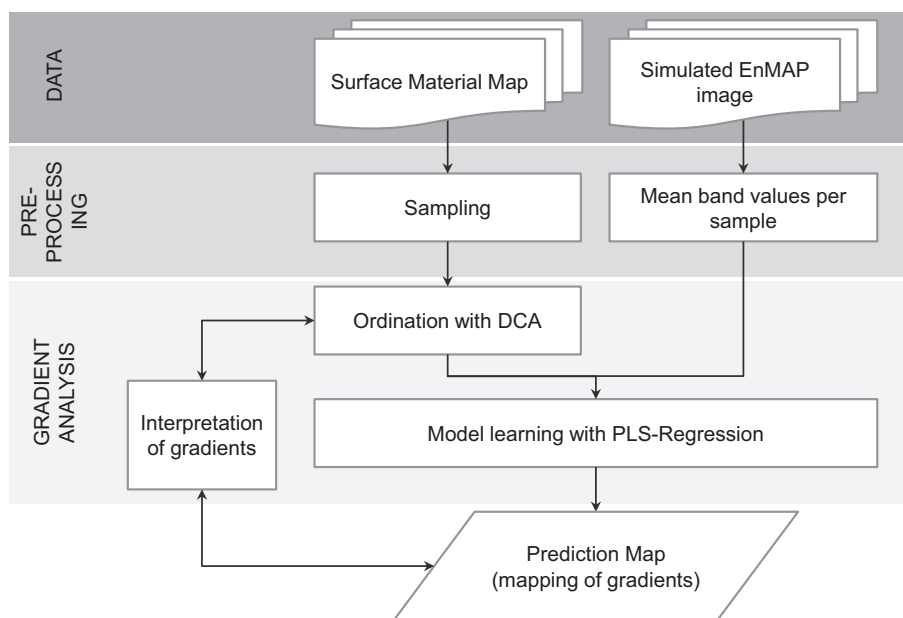 DATA
Surface Material Map
Simulated EnMAP
image
PRE-
PROCESS
ING
Sampling
Mean band values per
sample
GRADIENT
ANALYSIS
Ordination with DCA
Interpretation
of gradients
Model learning with PLS-Regression
Prediction Map
(mapping of gradients)